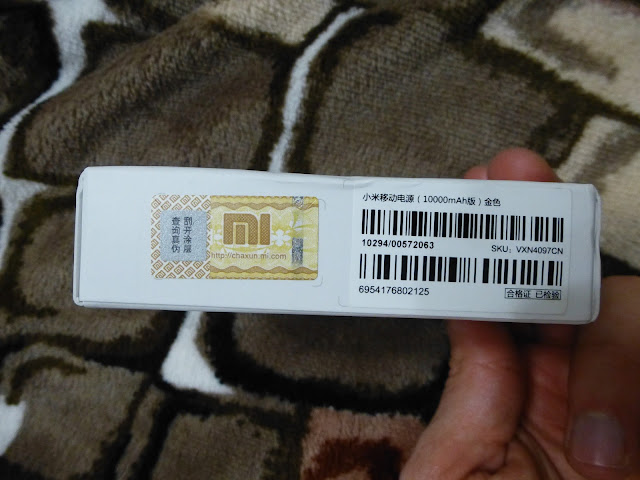 刮开涂层
查询真伪
MI
http://chaxun.mi.com
小米移动电源（10000mAh版）金色
10294/00572063
SKU：VXN4097CN
6954176802125
合格证 已检验